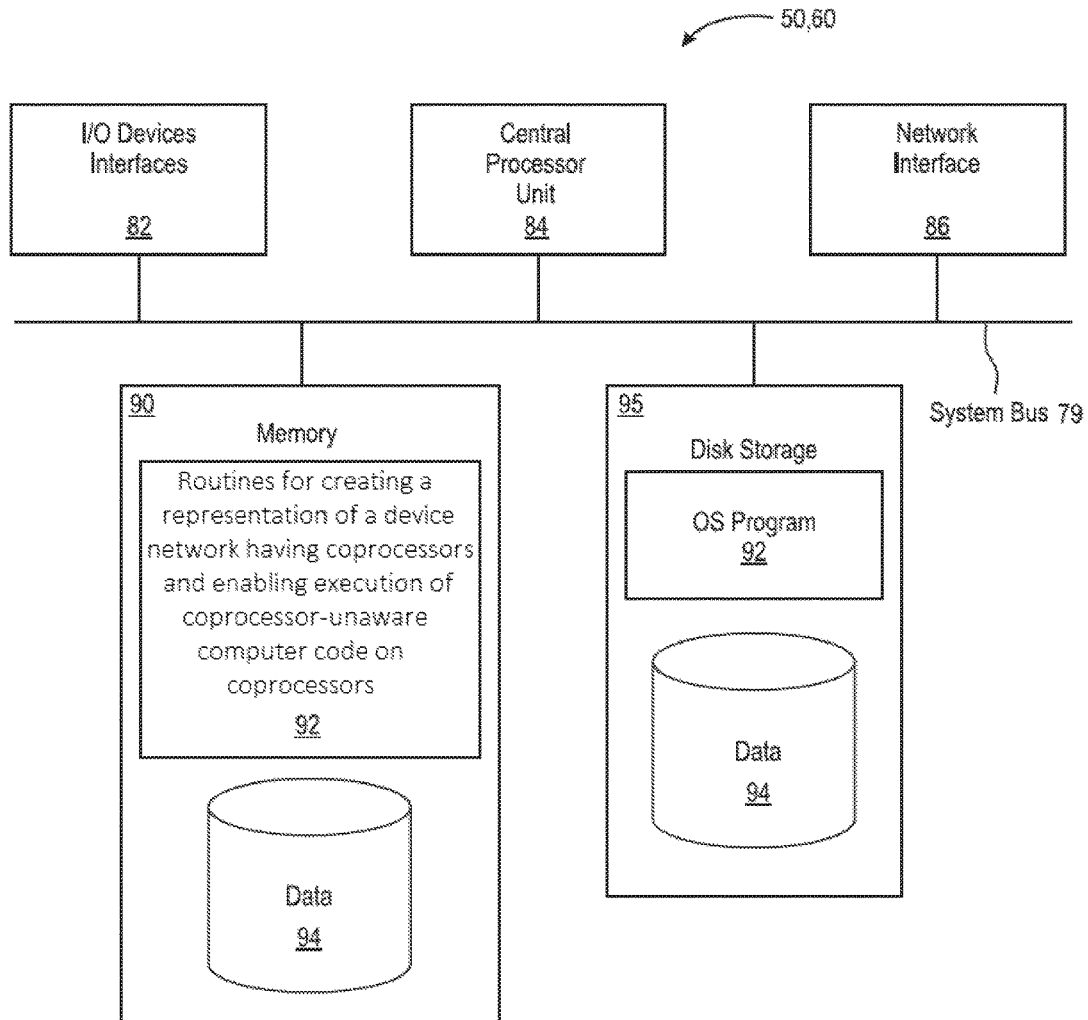 50,60
I/O Devices
Interfaces
82
Central
Processor
Unit
84
Network
Interface
86
System Bus 79
90
Memory
Routines for creating a
representation of a device
network having coprocessors
and enabling execution of
coprocessor-unaware
computer code on
coprocessors
92
Data
94
95
Disk Storage
OS Program
92
Data
94